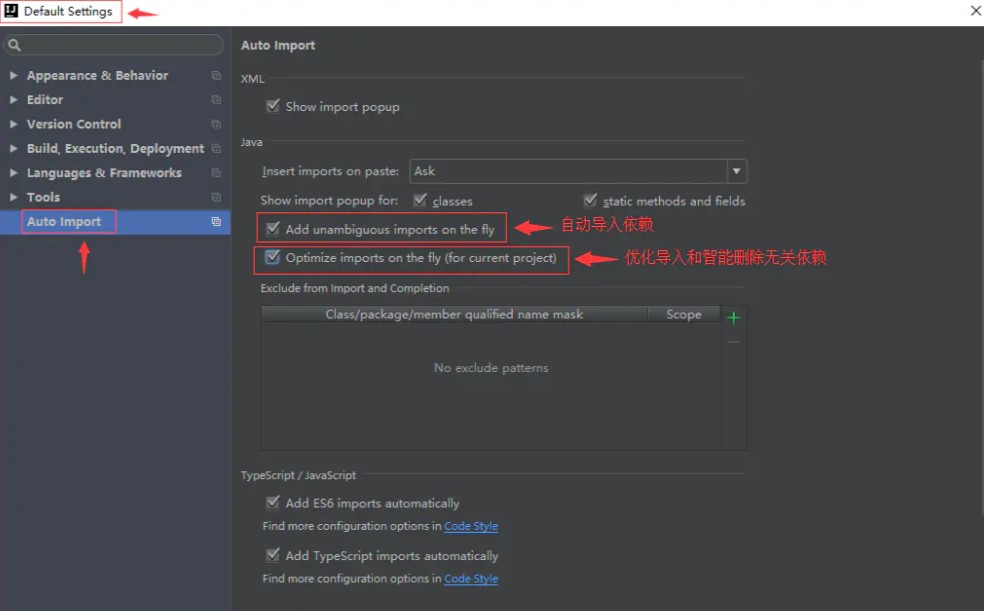 Default Settings
Auto Import
Appearance & Behavior
XML
Editor
Show import popup
Version Control
Java
Build, Execution, Deployment
Languages & Frameworks
Insert imports on paste: Ask
Tools
Show import popup for: classes static methods and fields
Auto Import
Add unambiguous imports on the fly 自动导入依赖
Optimize imports on the fly (for current project) 优化导入和智能删除无关依赖
Exclude from Import and Completion
Class/package/member qualified name mask Scope
No exclude patterns
TypeScript / JavaScript
Add ES6 imports automatically
Find more configuration options in Code Style
Add TypeScript imports automatically
Find more configuration options in Code Style